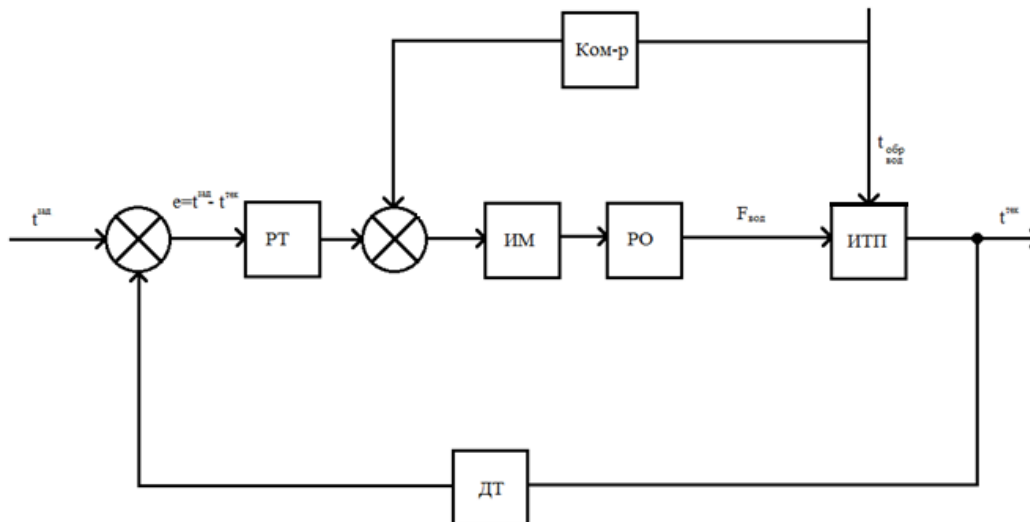 Ком-р
t обр вод
t зад
e=t зад - t тек
РТ
ИМ
РО
F вод
ИТП
t тек
ДТ